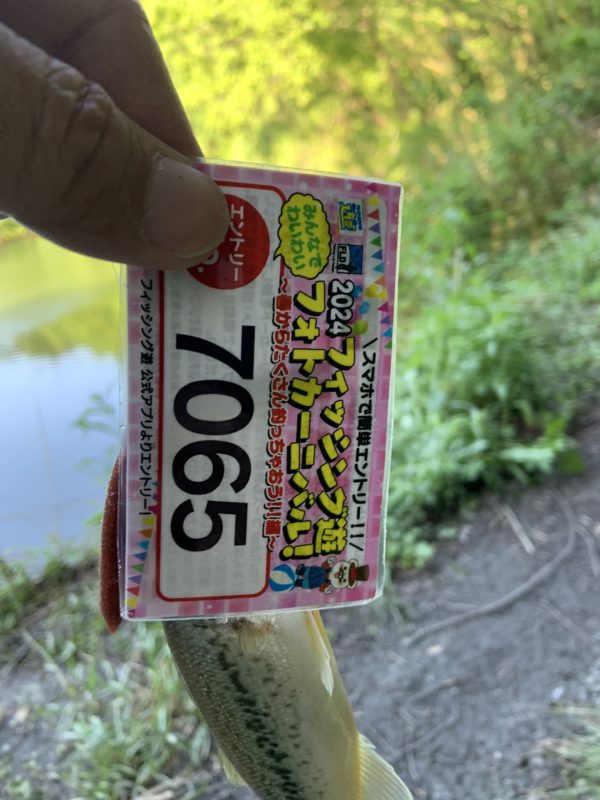 \スマホで簡単エントリー!!/
2024フィッシング遊
フォトカーニバル!
〜春からたくさん釣っちゃおう!!編〜
みんなで
わいわい
エントリー
7065
フィッシング遊 公式アプリよりエントリー!